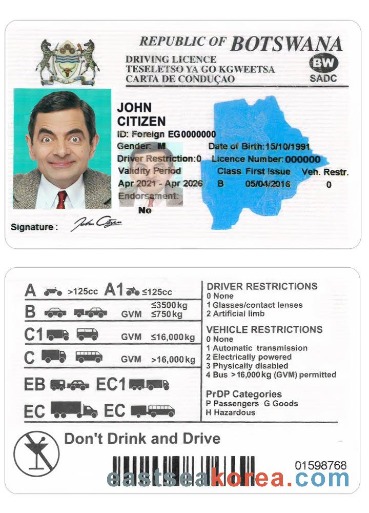 REPUBLIC OF BOTSWANA
DRIVING LICENCE
TESELETSO YA GO KGWEETSA
CARTA DE CONDUÇAO
BW
SADC
JOHN
CITIZEN
ID: Foreign EG0000000
Gender: M Date of Birth:15/10/1991
Driver Restriction:0 Licence Number:000000
Validity Period Class First Issue Veh. Restr.
Apr 2021 - Apr 2026 B 05/04/2016 0
Endorsement:
No
Signature : John Citizen
A >125cc A1 ≤125cc
B GVM ≤3500kg ≤750kg
C1 GVM ≤16,000kg
C GVM >16,000kg
EB EC1
EC EC
DRIVER RESTRICTIONS
0 None
1 Glasses/contact lenses
2 Artificial limb
VEHICLE RESTRICTIONS
0 None
1 Automatic transmission
2 Electrically powered
3 Physically disabled
4 Bus >16,000kg (GVM) permitted
PrDP Categories
P Passengers G Goods
H Hazardous
Don't Drink and Drive
01598768
eastseakorea.com